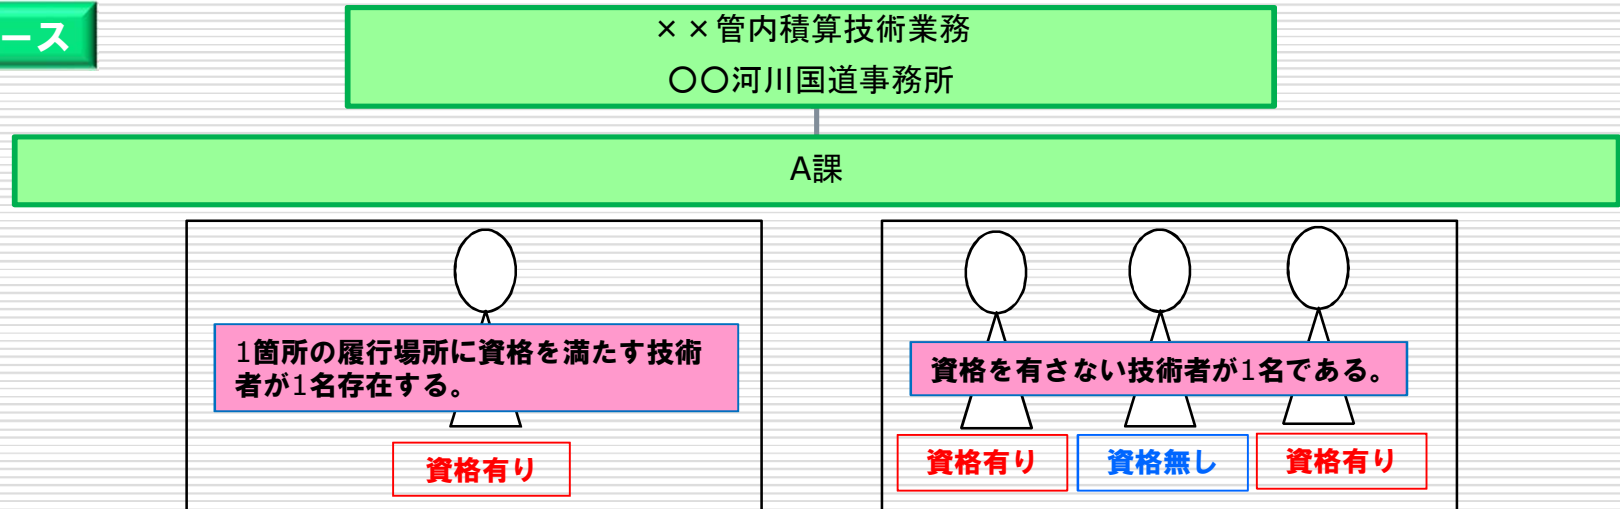 ース
××管内積算技術業務
〇〇河川国道事務所
A課
1箇所の履行場所に資格を満たす技術
者が1名存在する。
資格を有さない技術者が1名である。
資格有り
資格有り
資格無し
資格有り